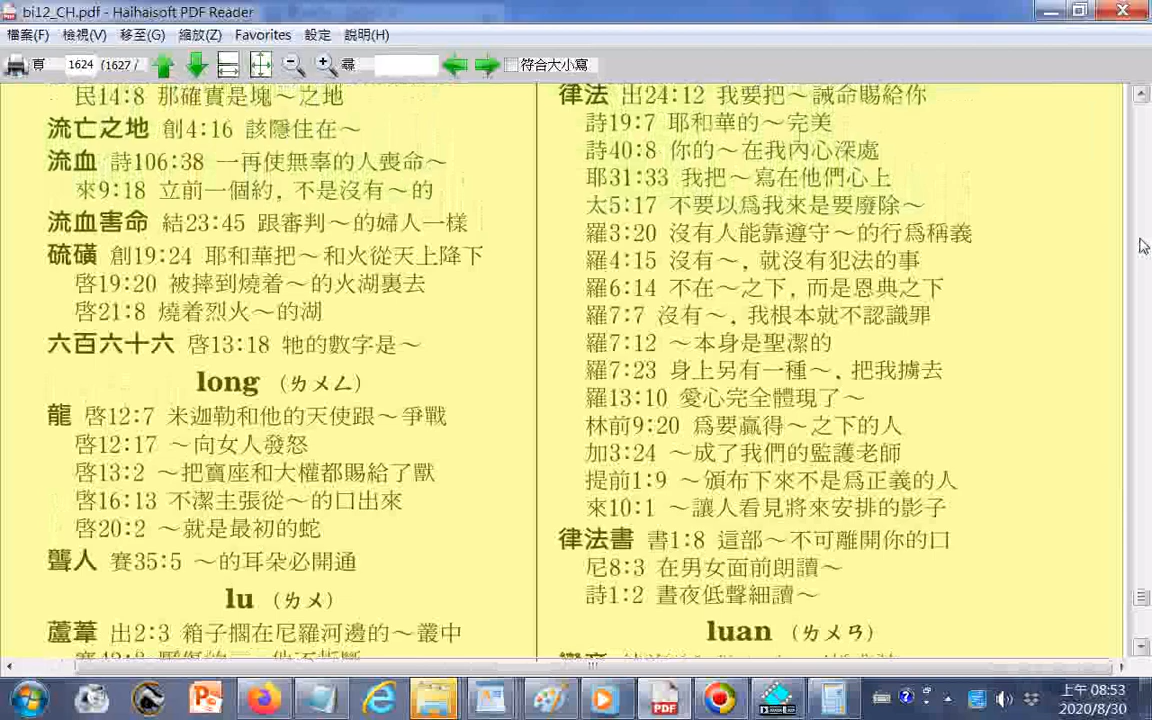 bi12_CH.pdf - Haihaisoft PDF Reader
檔案(F) 檢視(V) 移至(G) 縮放(Z) Favorites 設定 說明(H)
頁 1624 (1627 / 尋 符合大小寫
民14:8 那確實是塊～之地
流亡之地 創4:16 該隱住在～
流血 詩106:38 一再使無辜的人喪命～
來9:18 立前一個約，不是沒有～的
流血害命 結23:45 跟審判～的婦人一樣
硫磺 創19:24 耶和華把～和火從天上降下
啓19:20 被摔到燒着～的火湖裏去
啓21:8 燒着烈火～的湖
六百六十六 啓13:18 牠的數字是～
long （ㄌㄨㄥ）
龍 啓12:7 米迦勒和他的天使跟～爭戰
啓12:17 ～向女人發怒
啓13:2 ～把寶座和大權都賜給了獸
啓16:13 不潔主張從～的口出來
啓20:2 ～就是最初的蛇
聾人 賽35:5 ～的耳朵必開通
lu （ㄌㄨ）
蘆葦 出2:3 箱子擱在尼羅河邊的～叢中
律法 出24:12 我要把～誡命賜給你
詩19:7 耶和華的～完美
詩40:8 你的～在我內心深處
耶31:33 我把～寫在他們心上
太5:17 不要以爲我來是要廢除～
羅3:20 沒有人能靠遵守～的行爲稱義
羅4:15 沒有～，就沒有犯法的事
羅6:14 不在～之下，而是恩典之下
羅7:7 沒有～，我根本就不認識罪
羅7:12 ～本身是聖潔的
羅7:23 身上另有一種～、把我擄去
羅13:10 愛心完全體現了～
林前9:20 爲要贏得～之下的人
加3:24 ～成了我們的監護老師
提前1:9 ～頒布下來不是爲正義的人
來10:1 ～讓人看見將來安排的影子
律法書 書1:8 這部～不可離開你的口
尼8:3 在男女面前朗讀～
詩1:2 晝夜低聲細讀～
luan （ㄌㄨㄢ）
上午 08:53
2020/8/30